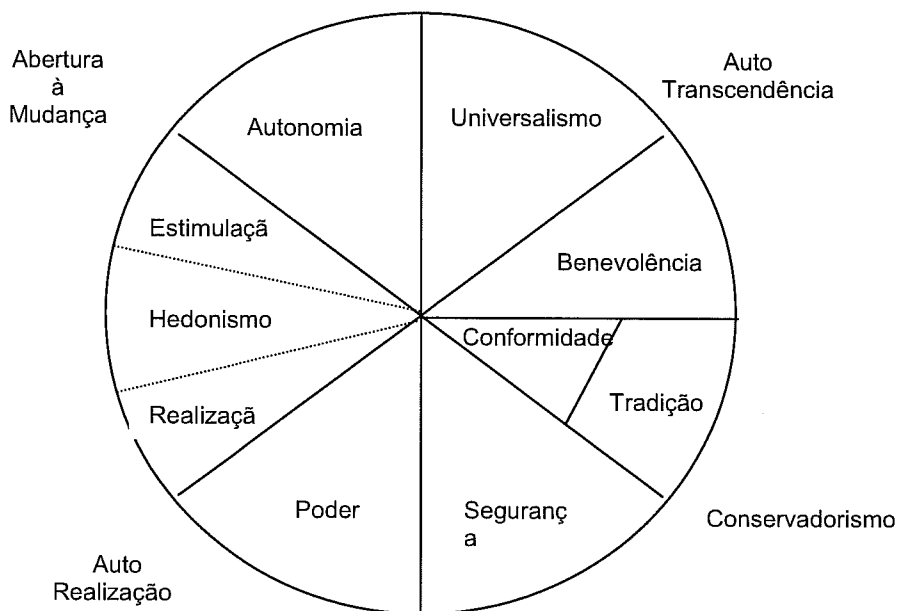 Abertura
à
Mudança
Auto
Transcendência
Autonomia
Universalismo
Estimulaçã
Benevolência
Hedonismo
Conformidade
Realizaçã
Tradição
Poder
Seguranç
a
Conservadorismo
Auto
Realização